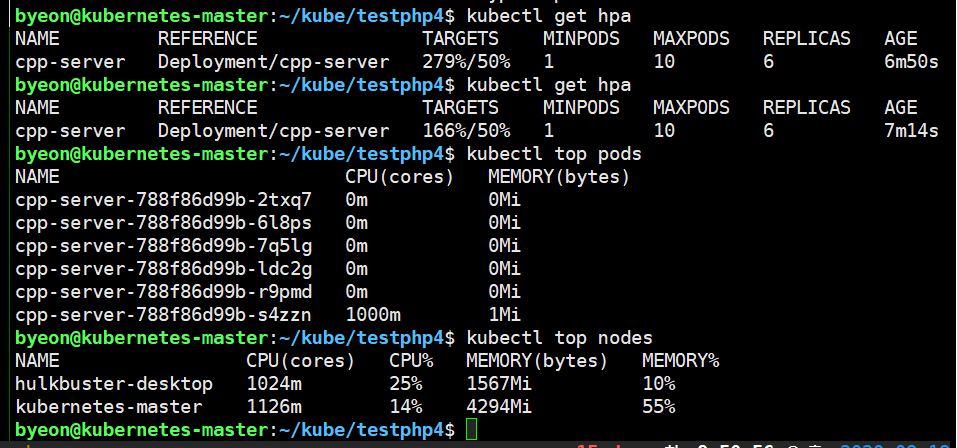 byeon@kubernetes-master:~/kube/testphp4$ kubectl get hpa
NAME REFERENCE TARGETS MINPODS MAXPODS REPLICAS AGE
cpp-server Deployment/cpp-server 279%/50% 1 10 6 6m50s
byeon@kubernetes-master:~/kube/testphp4$ kubectl get hpa
NAME REFERENCE TARGETS MINPODS MAXPODS REPLICAS AGE
cpp-server Deployment/cpp-server 166%/50% 1 10 6 7m14s
byeon@kubernetes-master:~/kube/testphp4$ kubectl top pods
NAME CPU(cores) MEMORY(bytes)
cpp-server-788f86d99b-2txq7 0m 0Mi
cpp-server-788f86d99b-6l8ps 0m 0Mi
cpp-server-788f86d99b-7q5lg 0m 0Mi
cpp-server-788f86d99b-ldc2g 0m 0Mi
cpp-server-788f86d99b-r9pmd 0m 0Mi
cpp-server-788f86d99b-s4zzn 1000m 1Mi
byeon@kubernetes-master:~/kube/testphp4$ kubectl top nodes
NAME CPU(cores) CPU% MEMORY(bytes) MEMORY%
hulkbuster-desktop 1024m 25% 1567Mi 10%
kubernetes-master 1126m 14% 4294Mi 55%
byeon@kubernetes-master:~/kube/testphp4$